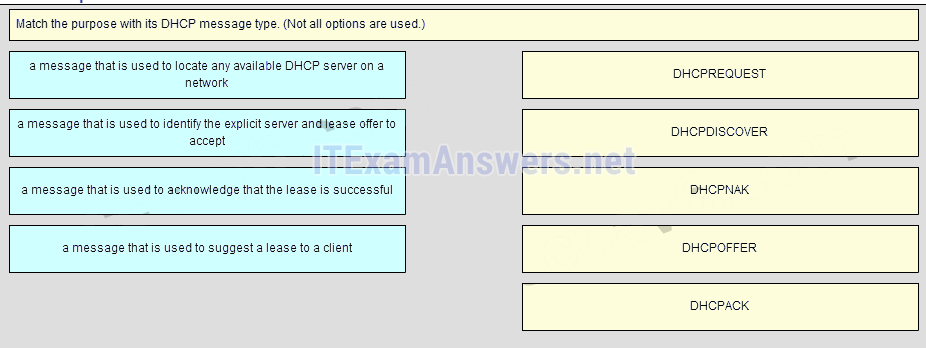 Match the purpose with its DHCP message type. (Not all options are used.)
a message that is used to locate any available DHCP server on a
network
DHCPREQUEST
a message that is used to identify the explicit server and lease offer to
accept
DHCPDISCOVER
ITExamAnswers.net
a message that is used to acknowledge that the lease is successful
DHCPNAK
a message that is used to suggest a lease to a client
DHCPOFFER
DHCPACK